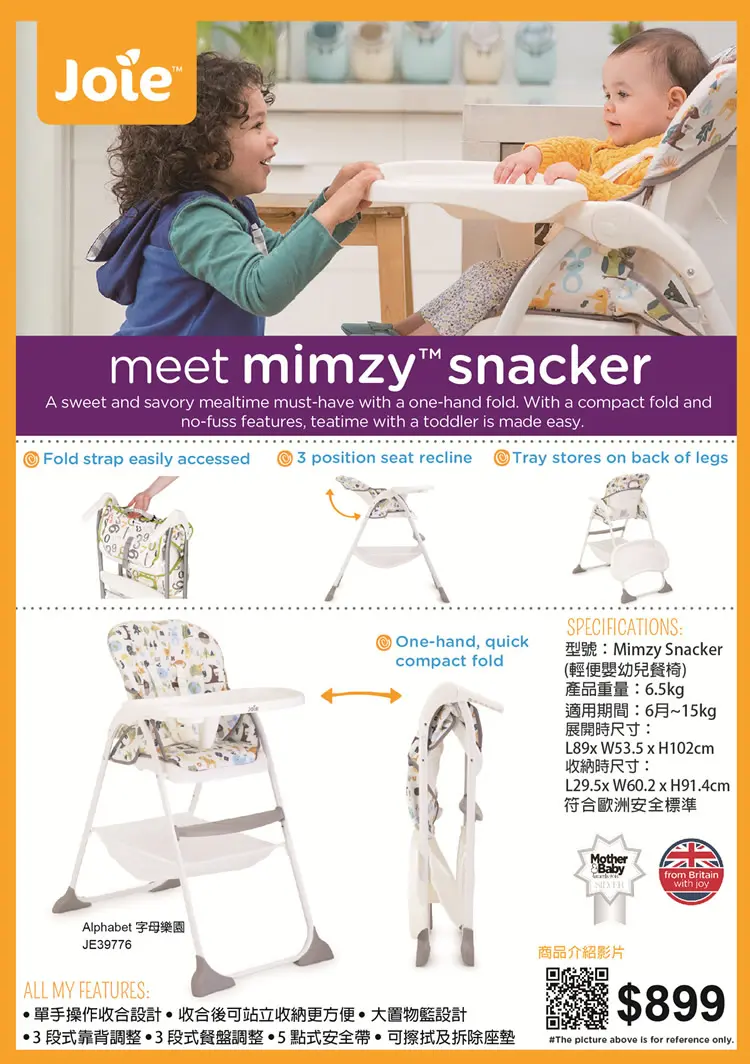 Joie™
meet mimzy™ snacker
A sweet and savory mealtime must-have with a one-hand fold. With a compact fold and
no-fuss features, teatime with a toddler is made easy.
Fold strap easily accessed
3 position seat recline
Tray stores on back of legs
One-hand, quick
compact fold
SPECIFICATIONS:
型號：Mimzy Snacker
(輕便嬰幼兒餐椅)
產品重量：6.5kg
適用期間：6月~15kg
展開時尺寸：
L89x W53.5 x H102cm
收納時尺寸：
L29.5x W60.2 x H91.4cm
符合歐洲安全標準
Joie
Mother
&Baby
SILVER
from Britain
with joy
Alphabet 字母樂園
JE39776
ALL MY FEATURES:
• 單手操作收合設計 • 收合後可站立收納更方便 • 大置物籃設計
• 3 段式靠背調整 • 3 段式餐盤調整 • 5 點式安全帶 • 可擦拭及拆除座墊
商品介紹影片
$899
#The picture above is for reference only.